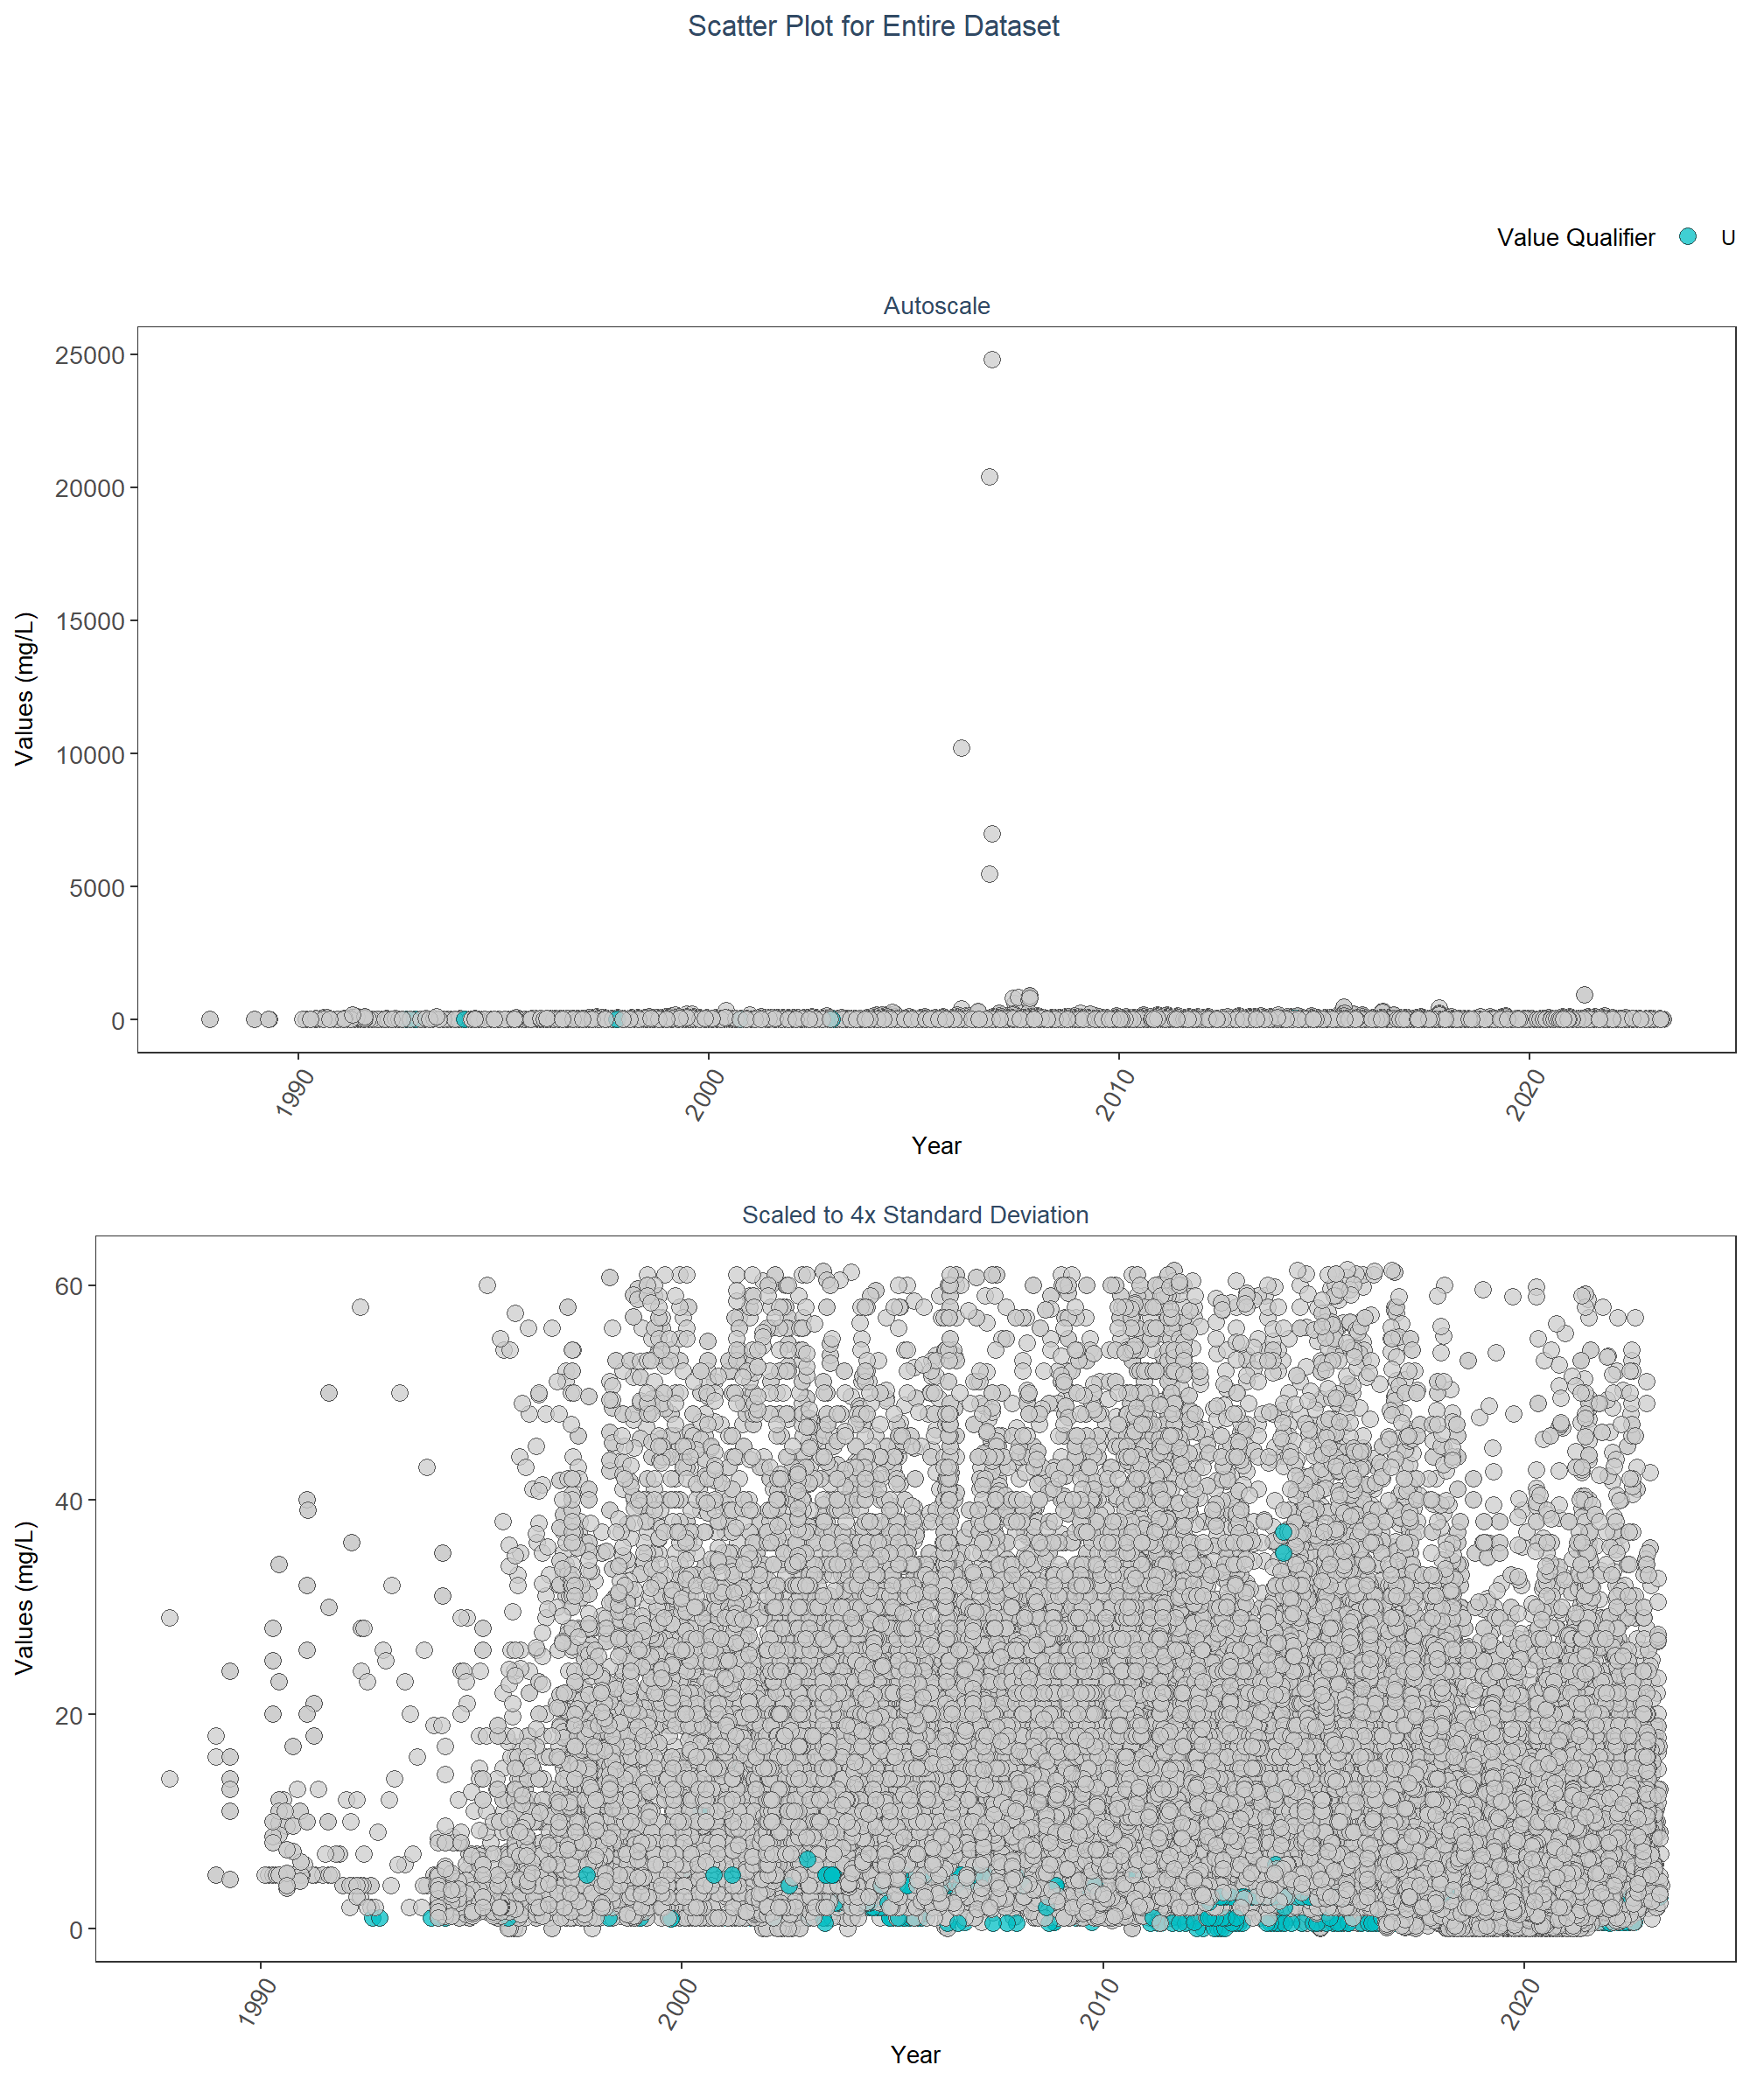 Scatter Plot for Entire Dataset
Value Qualifier U
Autoscale
25000
20000
15000
10000
5000
0
Values (mg/L)
1990 2000 2010 2020
Year
Scaled to 4x Standard Deviation
60
40
20
0
Values (mg/L)
1990 2000 2010 2020
Year